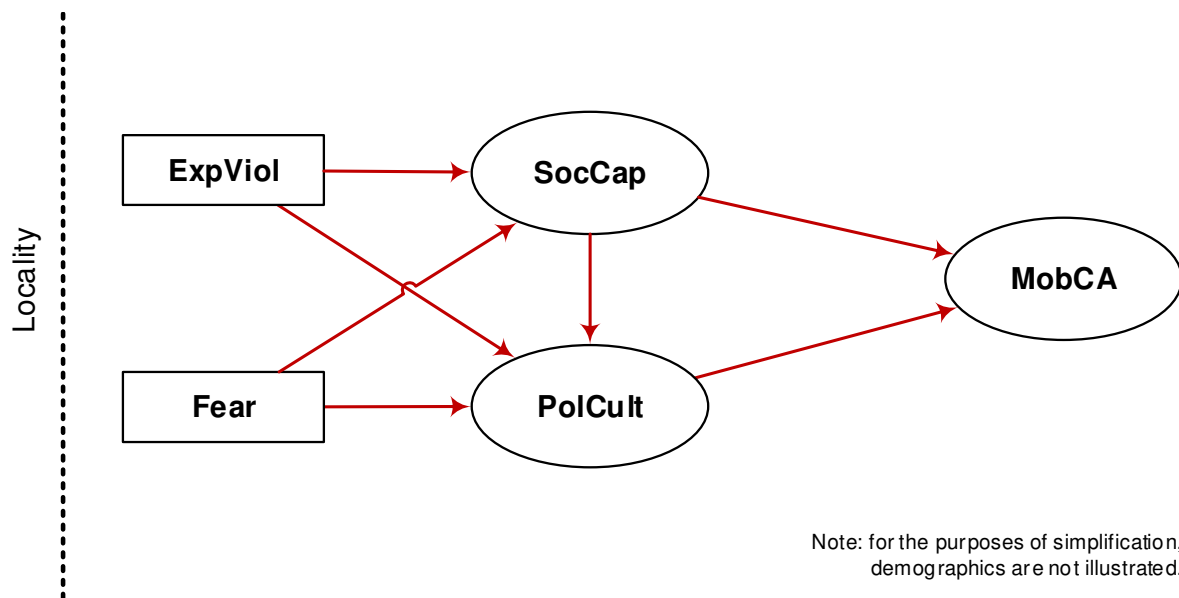 Locality
ExpViol
SocCap
MobCA
Fear
PolCult
Note: for the purposes of simplification,
demographics are not illustrated.